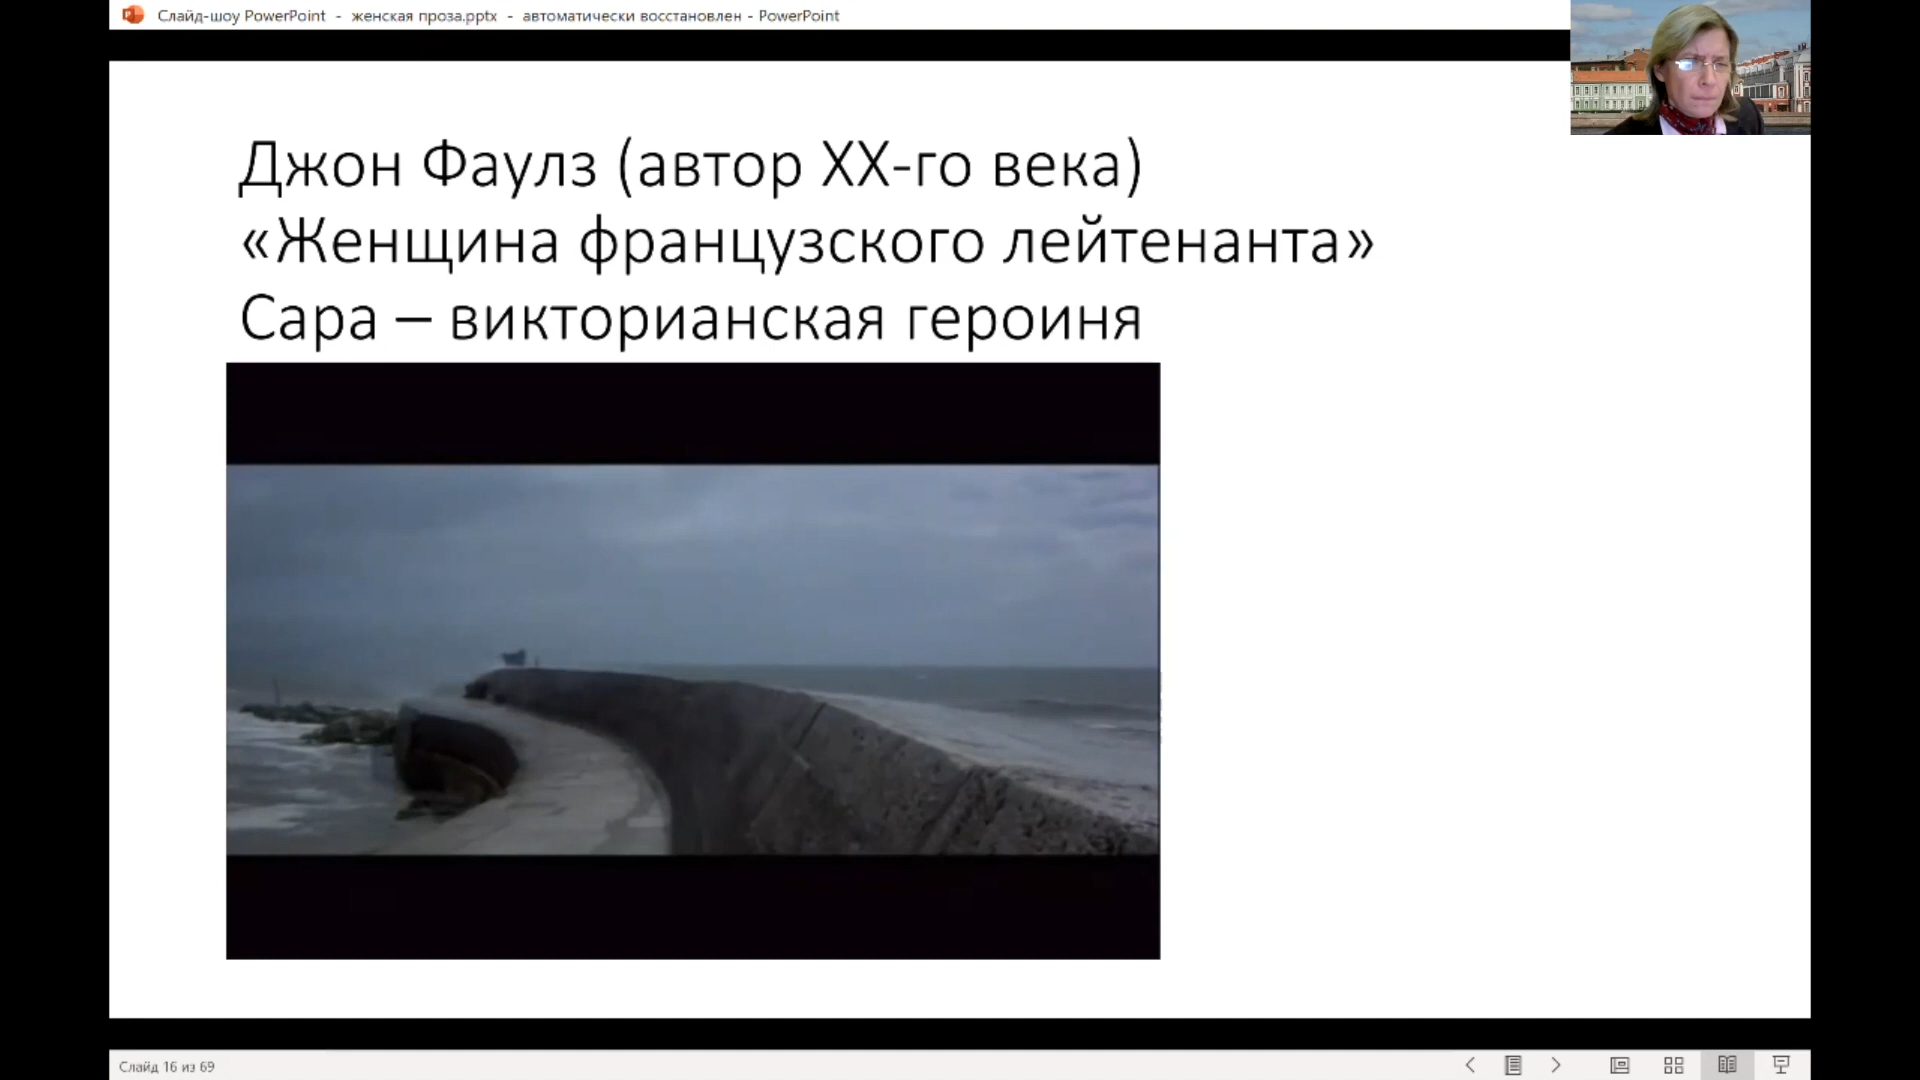 Слайд-шоу PowerPoint - женская проза.pptx - автоматически восстановлен - PowerPoint
Джон Фаулз (автор XX-го века)
«Женщина французского лейтенанта»
Сара – викторианская героиня
Слайд 16 из 69